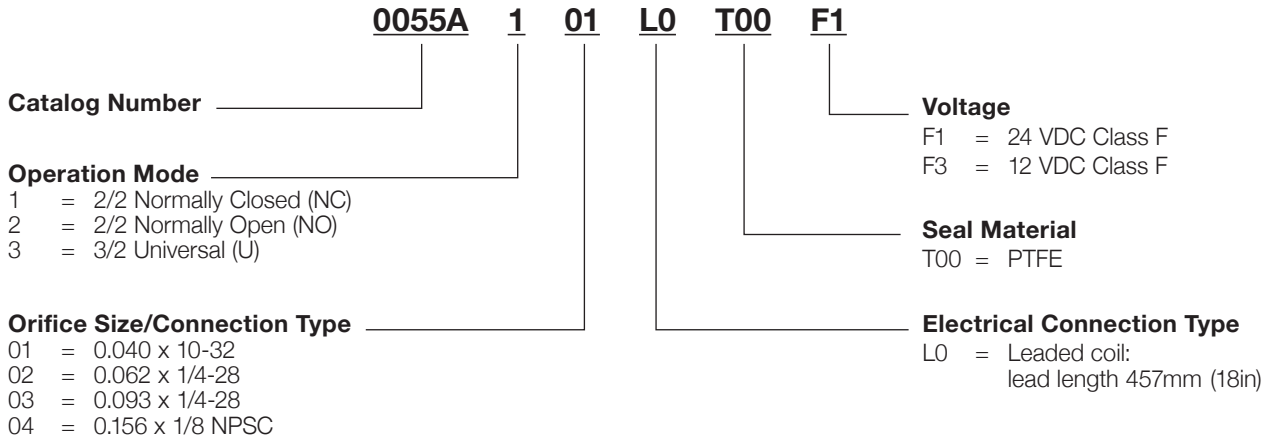 0055A 1 01 L0 T00 F1
Catalog Number
Operation Mode
1 = 2/2 Normally Closed (NC)
2 = 2/2 Normally Open (NO)
3 = 3/2 Universal (U)
Orifice Size/Connection Type
01 = 0.040 x 10-32
02 = 0.062 x 1/4-28
03 = 0.093 x 1/4-28
04 = 0.156 x 1/8 NPSC
Voltage
F1 = 24 VDC Class F
F3 = 12 VDC Class F
Seal Material
T00 = PTFE
Electrical Connection Type
L0 = Leaded coil:
lead length 457mm (18in)